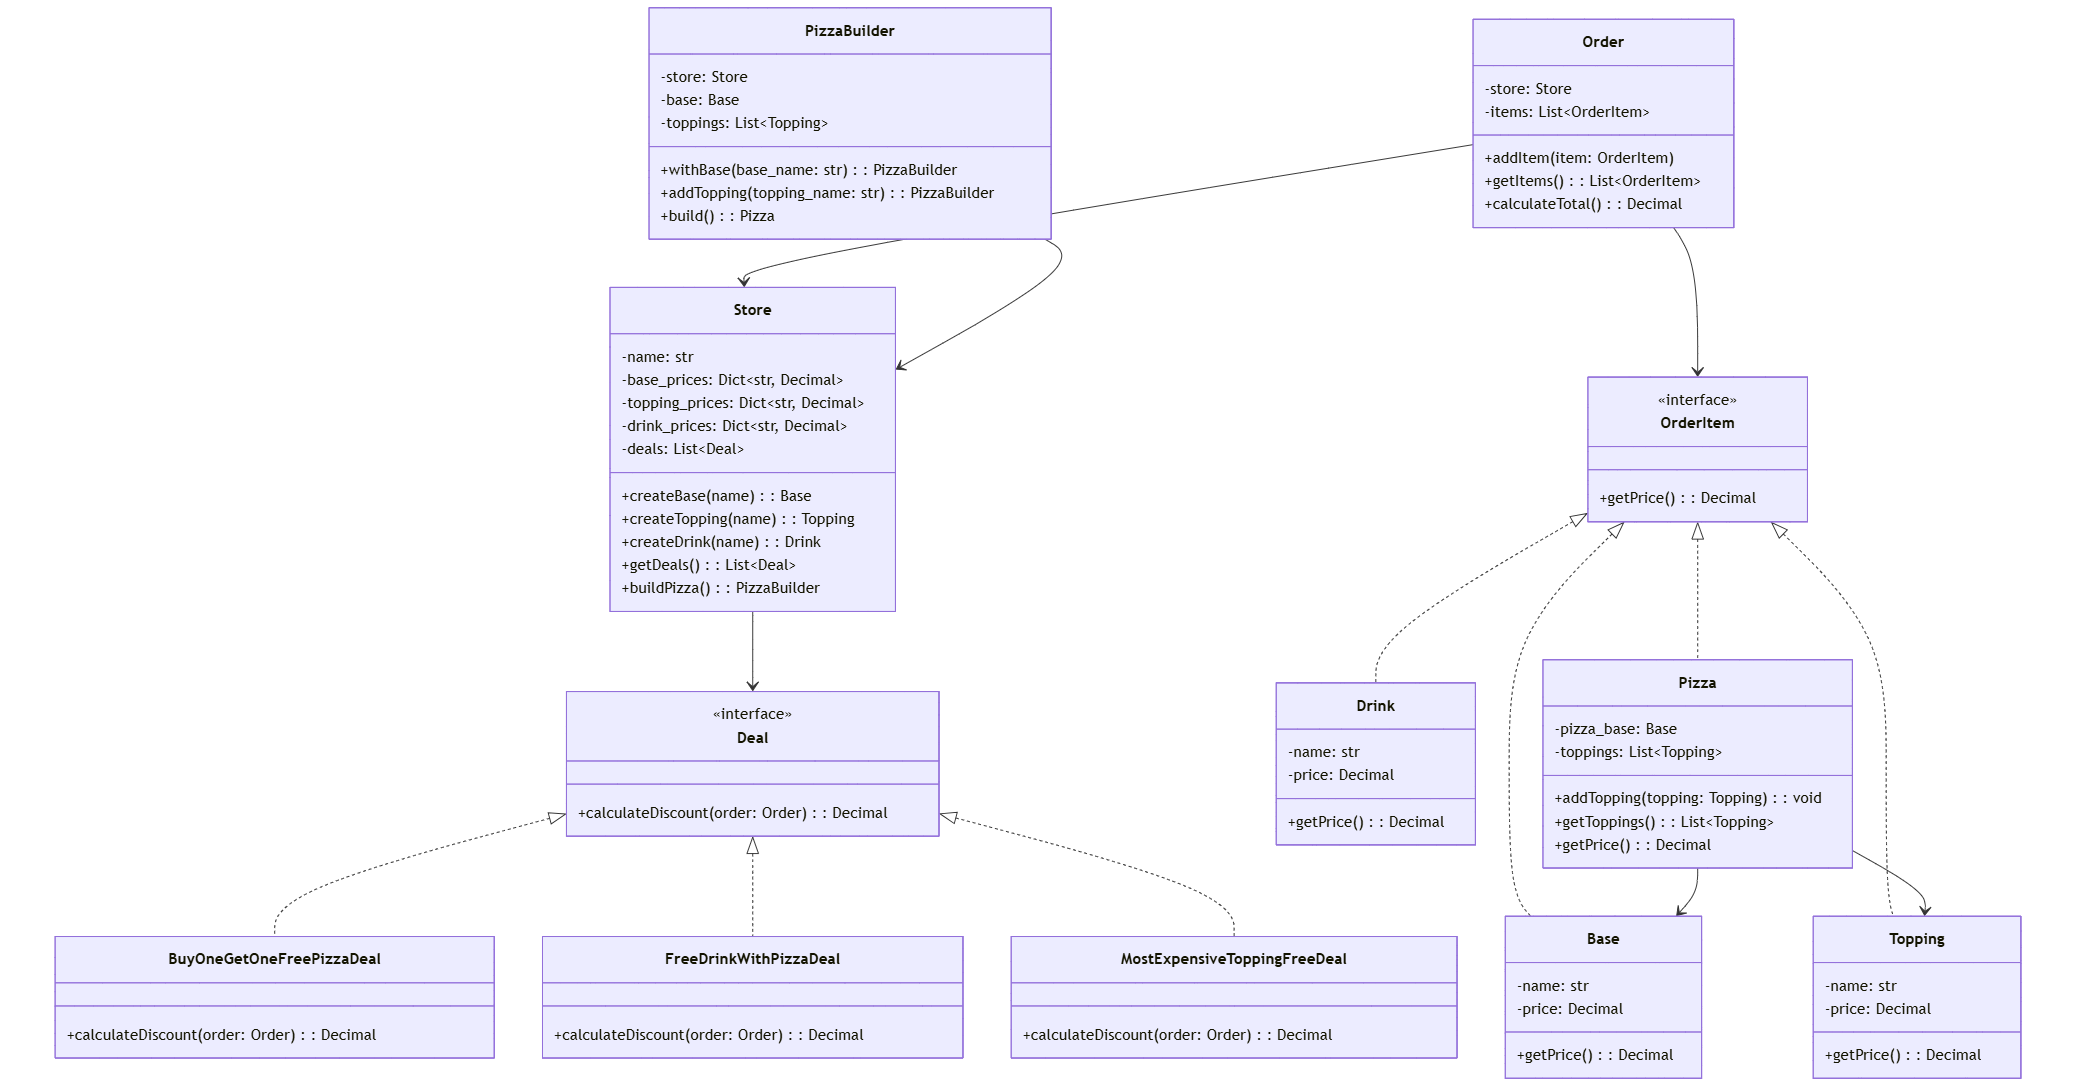 PizzaBuilder
-store: Store
-base: Base
-toppings: List<Topping>
+withBase(base_name: str) : : PizzaBuilder
+addTopping(topping_name: str) : : PizzaBuilder
+build() : : Pizza
Order
-store: Store
-items: List<OrderItem>
+addItem(item: OrderItem)
+getItems() : : List<OrderItem>
+calculateTotal() : : Decimal
Store
-name: str
-base_prices: Dict<str, Decimal>
-topping_prices: Dict<str, Decimal>
-drink_prices: Dict<str, Decimal>
-deals: List<Deal>
+createBase(name) : : Base
+createTopping(name) : : Topping
+createDrink(name) : : Drink
+getDeals() : : List<Deal>
+buildPizza() : : PizzaBuilder
«interface»
OrderItem
+getPrice() : : Decimal
«interface»
Deal
+calculateDiscount(order: Order) : : Decimal
Drink
-name: str
-price: Decimal
+getPrice() : : Decimal
Pizza
-pizza_base: Base
-toppings: List<Topping>
+addTopping(topping: Topping) : : void
+getToppings() : : List<Topping>
+getPrice() : : Decimal
BuyOneGetOneFreePizzaDeal
+calculateDiscount(order: Order) : : Decimal
FreeDrinkWithPizzaDeal
+calculateDiscount(order: Order) : : Decimal
MostExpensiveToppingFreeDeal
+calculateDiscount(order: Order) : : Decimal
Base
-name: str
-price: Decimal
+getPrice() : : Decimal
Topping
-name: str
-price: Decimal
+getPrice() : : Decimal